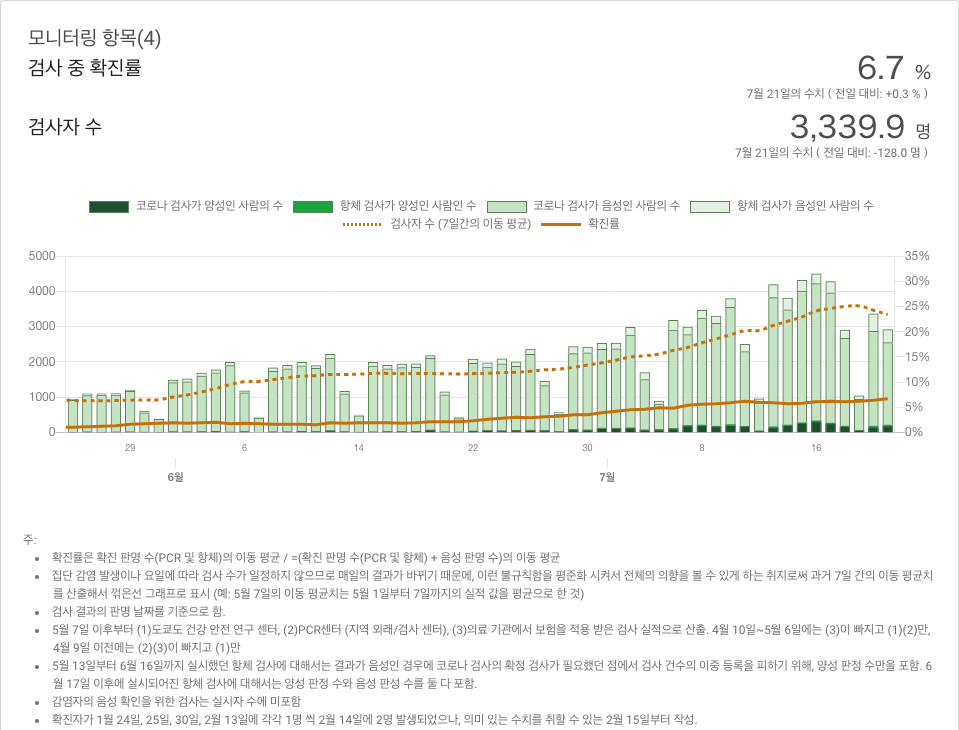 모니터링 항목(4)
검사 중 확진률
6.7 %
7월 21일의 수치 ( 전일 대비: +0.3 % )
검사자 수
3,339.9 명
7월 21일의 수치 ( 전일 대비: -128.0 명 )
코로나 검사가 양성인 사람의 수 항체 검사가 양성인 사람인 수 코로나 검사가 음성인 사람의 수 항체 검사가 음성인 사람의 수
검사자 수 (7일간의 이동 평균) 확진률
5000 35%
30%
4000
25%
3000
20%
2000 15%
10%
1000
5%
0 0%
29 6 14 22 30 8 16
6월 7월
주:
• 확진률은 확진 판명 수(PCR 및 항체)의 이동 평균 / =(확진 판명 수(PCR 및 항체) + 음성 판명 수)의 이동 평균
• 집단 감염 발생이나 요일에 따라 검사 수가 일정하지 않으므로 매일의 결과가 바뀌기 때문에, 이런 불규칙함을 평준화 시켜서 전체의 의향을 볼 수 있게 하는 취지로써 과거 7일 간의 이동 평균치
를 산출해서 꺾은선 그래프로 표시 (예: 5월 7일의 이동 평균치는 5월 1일부터 7일까지의 실적 값을 평균으로 한 것)
• 검사 결과의 판명 날짜를 기준으로 함.
• 5월 7일 이후부터 (1)도쿄도 건강 안전 연구 센터, (2)PCR센터 (지역 외래/검사 센터), (3)의료 기관에서 보험을 적용 받은 검사 실적으로 산출. 4월 10일~5월 6일에는 (3)이 빠지고 (1)(2)만,
4월 9일 이전에는 (2)(3)이 빠지고 (1)만
• 5월 13일부터 6월 16일까지 실시했던 항체 검사에 대해서는 결과가 음성인 경우에 코로나 검사의 확정 검사가 필요했던 점에서 검사 건수의 이중 등록을 피하기 위해, 양성 판정 수만을 포함. 6
월 17일 이후에 실시되어진 항체 검사에 대해서는 양성 판정 수와 음성 판성 수를 둘 다 포함.
• 감염자의 음성 확인을 위한 검사는 실시자 수에 미포함
• 확진자가 1월 24일, 25일, 30일, 2월 13일에 각각 1명 씩 2월 14일에 2명 발생되었으나, 의미 있는 수치를 취할 수 있는 2월 15일부터 작성.